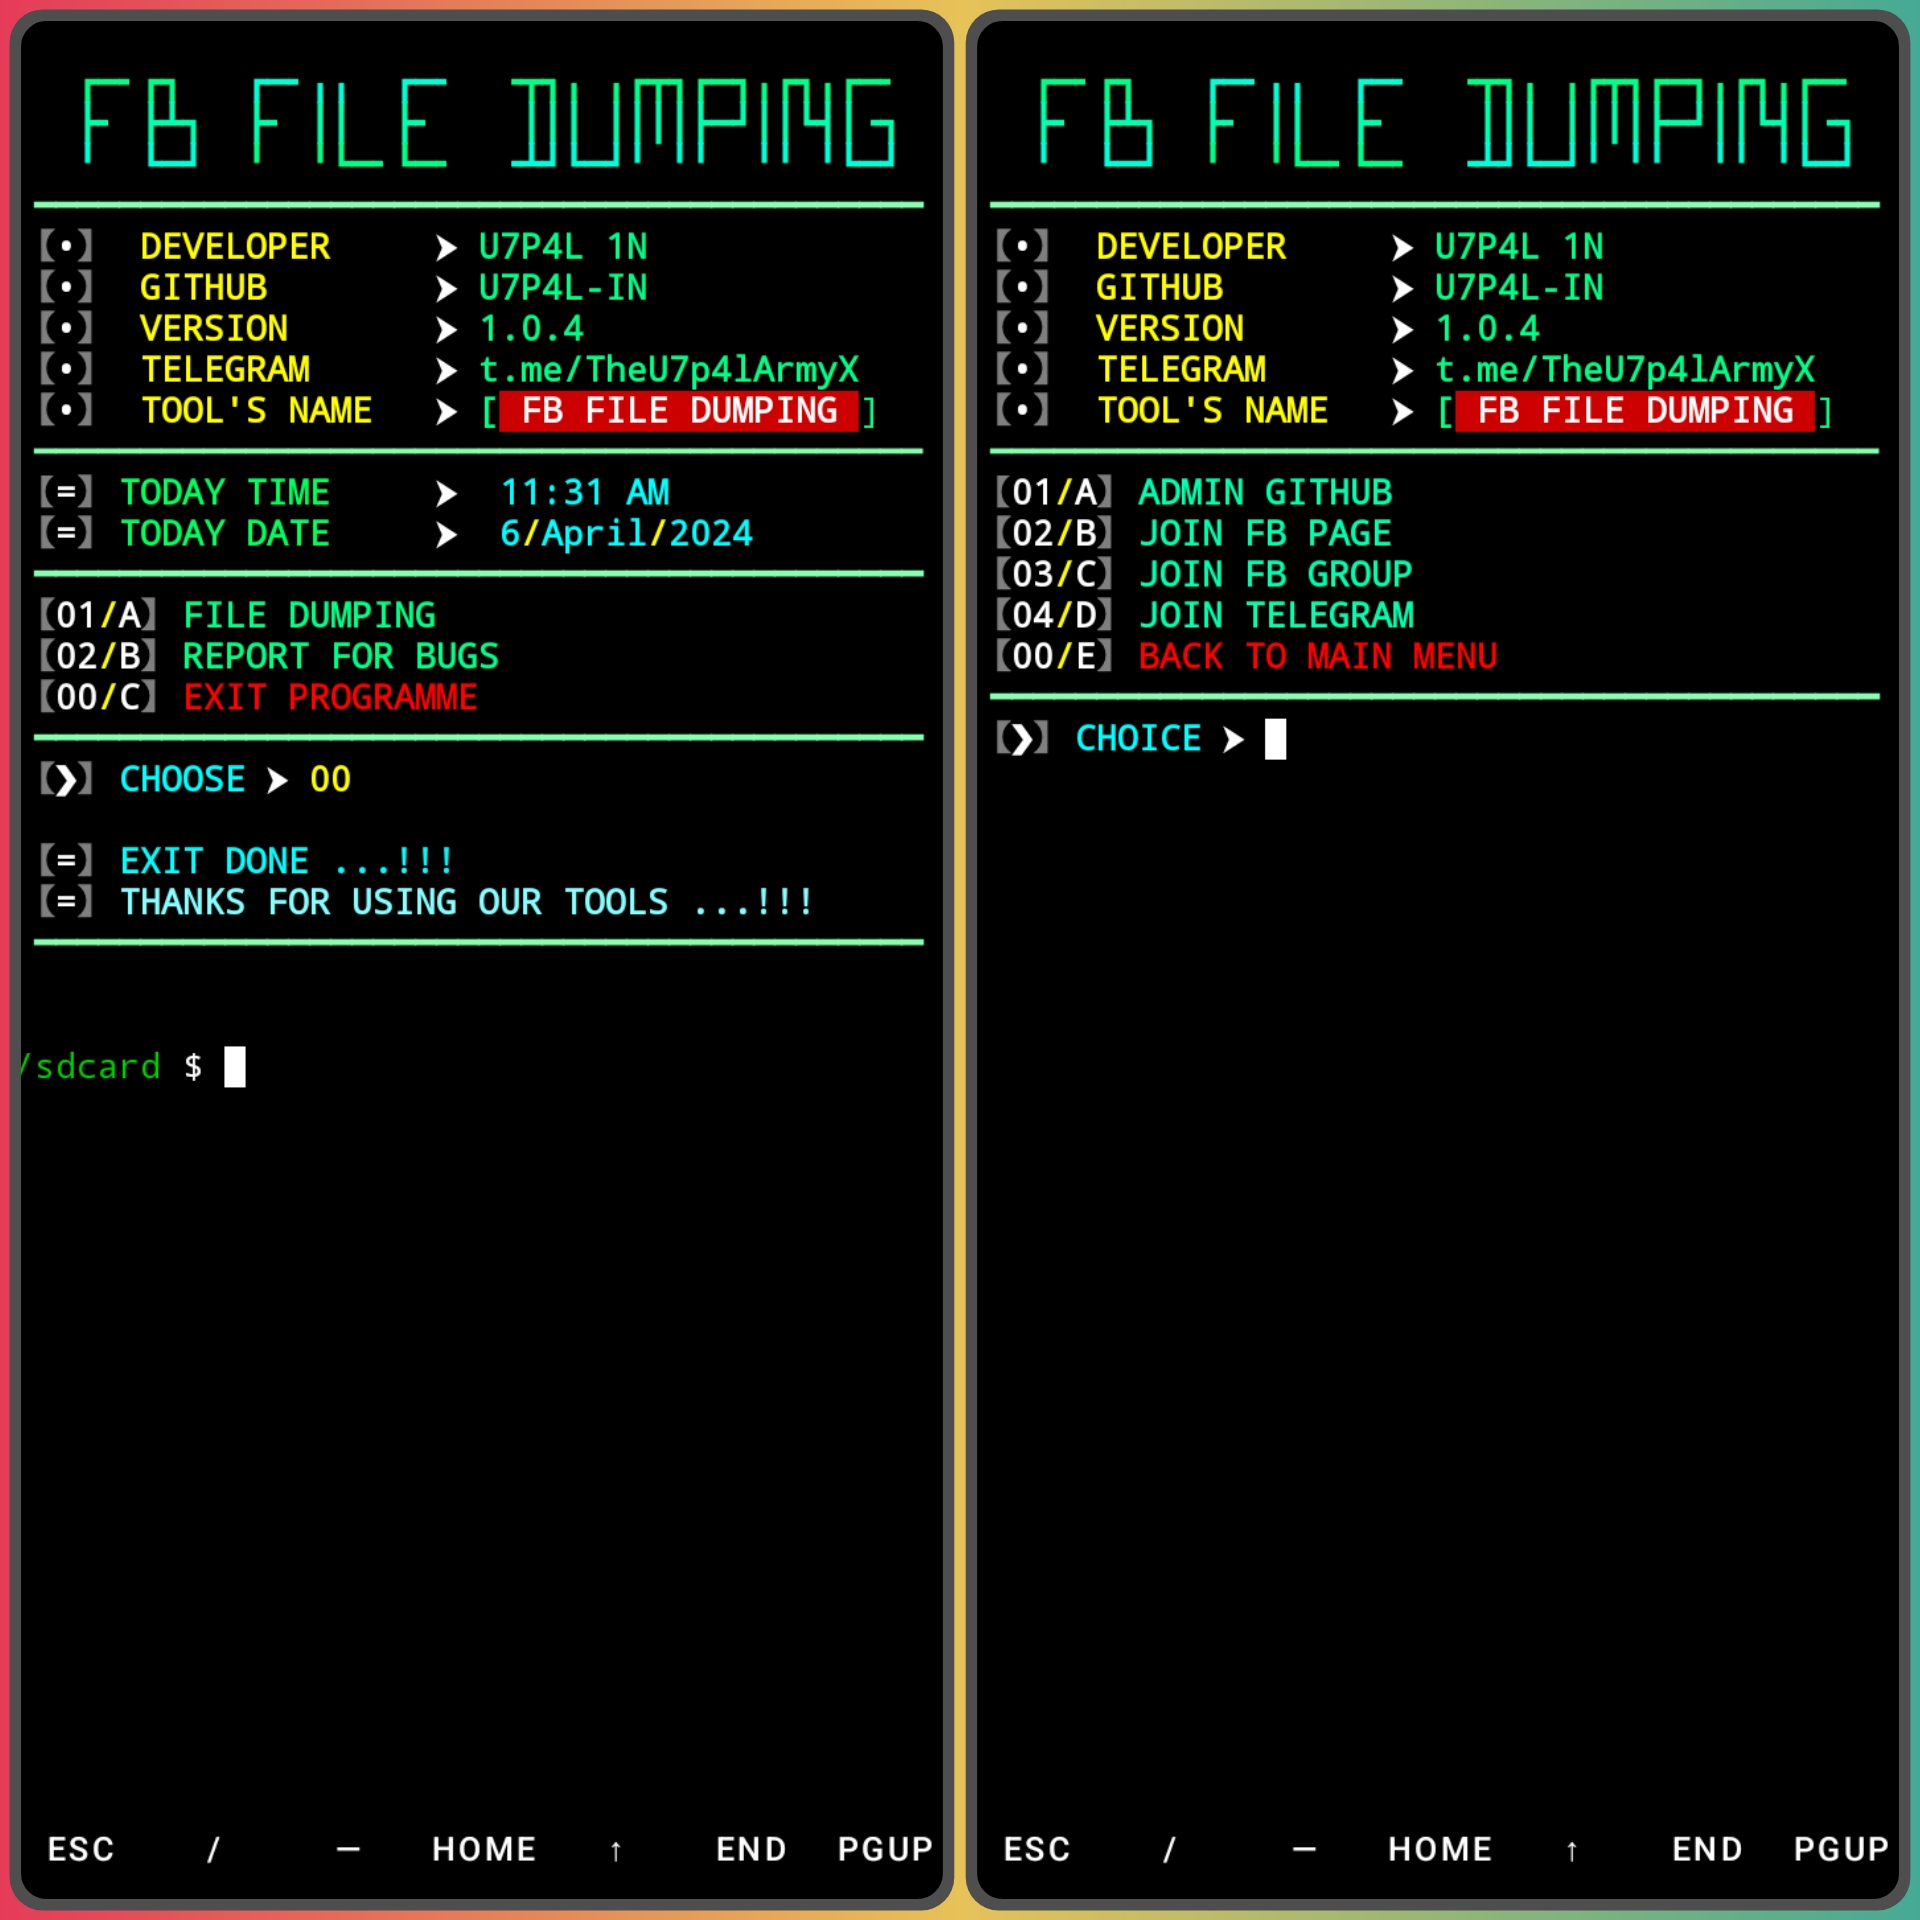 FB FILE DUMPING
[(•)] DEVELOPER ➤ U7P4L 1N
[(•)] GITHUB ➤ U7P4L-IN
[(•)] VERSION ➤ 1.0.4
[(•)] TELEGRAM ➤ t.me/TheU7p4lArmyX
[(•)] TOOL'S NAME ➤ [ FB FILE DUMPING ]
[(=)] TODAY TIME ➤ 11:31 AM
[(=)] TODAY DATE ➤ 6/April/2024
[(01/A)] FILE DUMPING
[(02/B)] REPORT FOR BUGS
[(00/C)] EXIT PROGRAMME
[(❯)] CHOOSE ➤ 00
[(=)] EXIT DONE ...!!!
[(=)] THANKS FOR USING OUR TOOLS ...!!!
/sdcard $
ESC / — HOME ↑ END PGUP
FB FILE DUMPING
[(•)] DEVELOPER ➤ U7P4L 1N
[(•)] GITHUB ➤ U7P4L-IN
[(•)] VERSION ➤ 1.0.4
[(•)] TELEGRAM ➤ t.me/TheU7p4lArmyX
[(•)] TOOL'S NAME ➤ [ FB FILE DUMPING ]
[(01/A)] ADMIN GITHUB
[(02/B)] JOIN FB PAGE
[(03/C)] JOIN FB GROUP
[(04/D)] JOIN TELEGRAM
[(00/E)] BACK TO MAIN MENU
[(❯)] CHOICE ➤
ESC / — HOME ↑ END PGUP